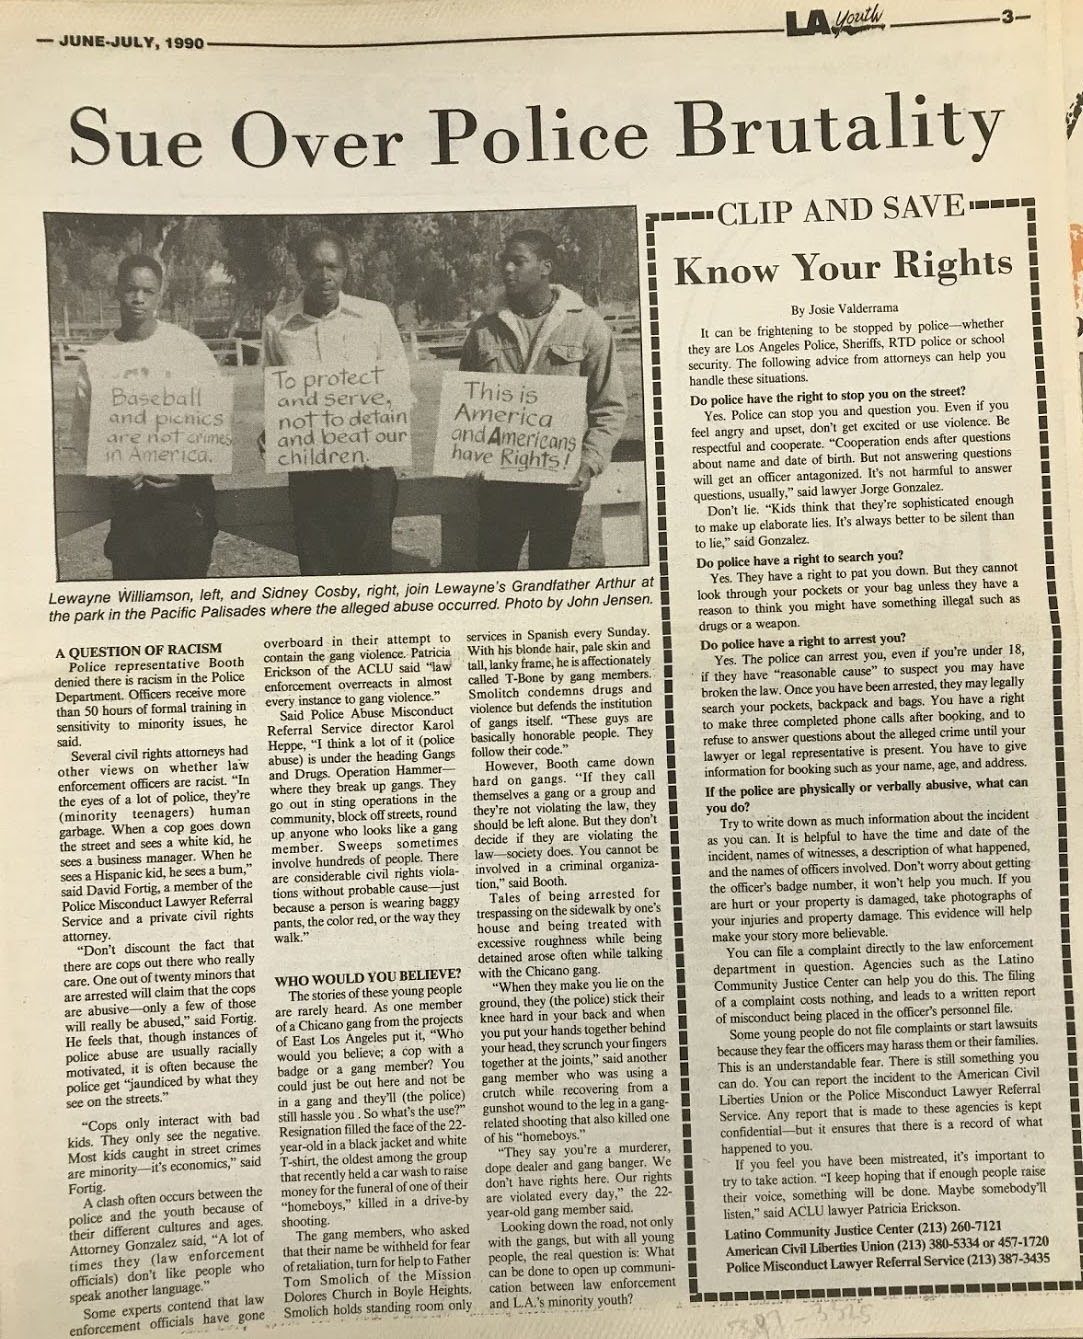 JUNE-JULY, 1990
LA Youth
3
Sue Over Police Brutality
Baseball
and picnics
are not crimes
in America.
To protect
and serve,
not to detain
and beat our
children.
This is
America
and Americans
have Rights!
Lewayne Williamson, left, and Sidney Cosby, right, join Lewayne's Grandfather Arthur at
the park in the Pacific Palisades where the alleged abuse occurred. Photo by John Jensen.
A QUESTION OF RACISM
Police representative Booth
denied there is racism in the Police
Department. Officers receive more
than 50 hours of formal training in
sensitivity to minority issues, he
said.
Several civil rights attorneys had
other views on whether law
enforcement officers are racist. "In
the eyes of a lot of police, they're
(minority teenagers) human
garbage. When a cop goes down
the street and sees a white kid, he
sees a business manager. When he
sees a Hispanic kid, he sees a bum,"
said David Fortig, a member of the
Police Misconduct Lawyer Referral
Service and a private civil rights
attorney.
"Don't discount the fact that
there are cops out there who really
care. One out of twenty minors that
are arrested will claim that the cops
are abusive—only a few of those
will really be abused," said Fortig.
He feels that, though instances of
police abuse are usually racially
motivated, it is often because the
police get "jaundiced by what they
see on the streets."
"Cops only interact with bad
kids. They only see the negative.
Most kids caught in street crimes
are minority—it's economics," said
Fortig.
A clash often occurs between the
police and the youth because of
their different cultures and ages.
Attorney Gonzalez said, "A lot of
times they (law enforcement
officials) don't like people who
speak another language."
Some experts contend that law
enforcement officials have gone
overboard in their attempt to
contain the gang violence. Patricia
Erickson of the ACLU said "law
enforcement overreacts in almost
every instance to gang violence."
Said Police Abuse Misconduct
Referral Service director Karol
Heppe, "I think a lot of it (police
abuse) is under the heading Gangs
and Drugs. Operation Hammer—
where they break up gangs. They
go out in sting operations in the
community, block off streets, round
up anyone who looks like a gang
member. Sweeps sometimes
involve hundreds of people. There
are considerable civil rights viola-
tions without probable cause—just
because a person is wearing baggy
pants, the color red, or the way they
walk."
WHO WOULD YOU BELIEVE?
The stories of these young people
are rarely heard. As one member
of a Chicano gang from the projects
of East Los Angeles put it, "Who
would you believe; a cop with a
badge or a gang member? You
could just be out here and not be
in a gang and they'll (the police)
still hassle you . So what's the use?"
Resignation filled the face of the 22-
year-old in a black jacket and white
T-shirt, the oldest among the group
that recently held a car wash to raise
money for the funeral of one of their
"homeboys," killed in a drive-by
shooting.
The gang members, who asked
that their name be withheld for fear
of retaliation, turn for help to Father
Tom Smolich of the Mission
Dolores Church in Boyle Heights.
Smolich holds standing room only
services in Spanish every Sunday.
With his blonde hair, pale skin and
tall, lanky frame, he is affectionately
called T-Bone by gang members.
Smolitch condemns drugs and
violence but defends the institution
of gangs itself. "These guys are
basically honorable people. They
follow their code."
However, Booth came down
hard on gangs. "If they call
themselves a gang or a group and
they're not violating the law, they
should be left alone. But they don't
decide if they are violating the
law—society does. You cannot be
involved in a criminal organiza-
tion," said Booth.
Tales of being arrested for
trespassing on the sidewalk by one's
house and being treated with
excessive roughness while being
detained arose often while talking
with the Chicano gang.
"When they make you lie on the
ground, they (the police) stick their
knee hard in your back and when
you put your hands together behind
your head, they scrunch your fingers
together at the joints," said another
gang member who was using a
crutch while recovering from a
gunshot wound to the leg in a gang-
related shooting that also killed one
of his "homeboys."
"They say you're a murderer,
dope dealer and gang banger. We
don't have rights here. Our rights
are violated every day," the 22-
year-old gang member said.
Looking down the road, not only
with the gangs, but with all young
people, the real question is: What
can be done to open up communi-
cation between law enforcement
and L.A.'s minority youth?
CLIP AND SAVE
Know Your Rights
By Josie Valderrama
It can be frightening to be stopped by police—whether
they are Los Angeles Police, Sheriffs, RTD police or school
security. The following advice from attorneys can help you
handle these situations.
Do police have the right to stop you on the street?
Yes. Police can stop you and question you. Even if you
feel angry and upset, don't get excited or use violence. Be
respectful and cooperate. "Cooperation ends after questions
about name and date of birth. But not answering questions
will get an officer antagonized. It's not harmful to answer
questions, usually," said lawyer Jorge Gonzalez.
Don't lie. "Kids think that they're sophisticated enough
to make up elaborate lies. It's always better to be silent than
to lie," said Gonzalez.
Do police have a right to search you?
Yes. They have a right to pat you down. But they cannot
look through your pockets or your bag unless they have a
reason to think you might have something illegal such as
drugs or a weapon.
Do police have a right to arrest you?
Yes. The police can arrest you, even if you're under 18,
if they have "reasonable cause" to suspect you may have
broken the law. Once you have been arrested, they may legally
search your pockets, backpack and bags. You have a right
to make three completed phone calls after booking, and to
refuse to answer questions about the alleged crime until your
lawyer or legal representative is present. You have to give
information for booking such as your name, age, and address.
If the police are physically or verbally abusive, what can
you do?
Try to write down as much information about the incident
as you can. It is helpful to have the time and date of the
incident, names of witnesses, a description of what happened,
and the names of officers involved. Don't worry about getting
the officer's badge number, it won't help you much. If you
are hurt or your property is damaged, take photographs of
your injuries and property damage. This evidence will help
make your story more believable.
You can file a complaint directly to the law enforcement
department in question. Agencies such as the Latino
Community Justice Center can help you do this. The filing
of a complaint costs nothing, and leads to a written report
of misconduct being placed in the officer's personnel file.
Some young people do not file complaints or start lawsuits
because they fear the officers may harass them or their families.
This is an understandable fear. There is still something you
can do. You can report the incident to the American Civil
Liberties Union or the Police Misconduct Lawyer Referral
Service. Any report that is made to these agencies is kept
confidential—but it ensures that there is a record of what
happened to you.
If you feel you have been mistreated, it's important to
try to take action. "I keep hoping that if enough people raise
their voice, something will be done. Maybe somebody'll
listen," said ACLU lawyer Patricia Erickson.
Latino Community Justice Center (213) 260-7121
American Civil Liberties Union (213) 380-5334 or 457-1720
Police Misconduct Lawyer Referral Service (213) 387-3435